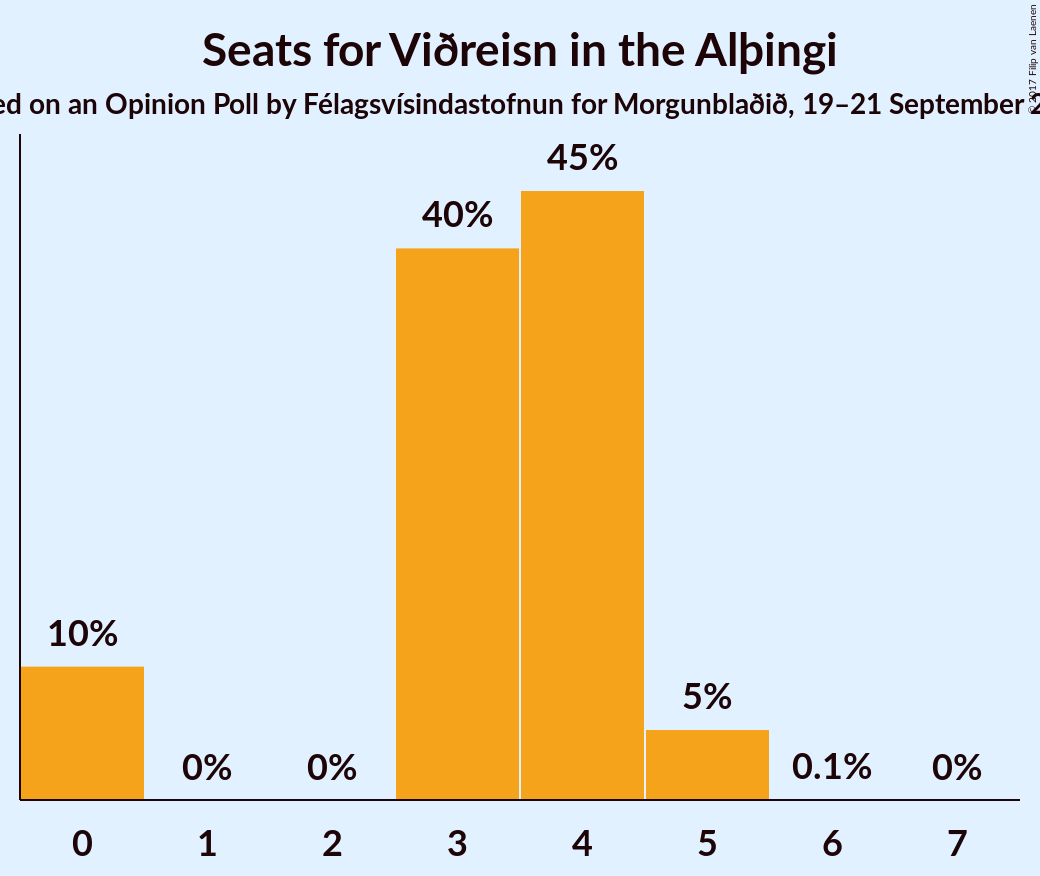 Seats for Viðreisn in the Alþingi
ed on an Opinion Poll by Félagsvísindastofnun for Morgunblaðið, 19–21 September 2
© 2017 Filip van Laenen
45%
40%
10%
5%
0%
0%
0.1%
0%
0 1 2 3 4 5 6 7